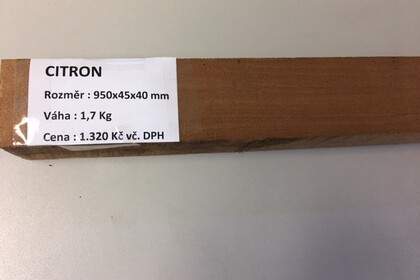 CITRON
Rozměr : 950x45x40 mm
Váha : 1,7 Kg
Cena : 1.320 Kč vč. DPH